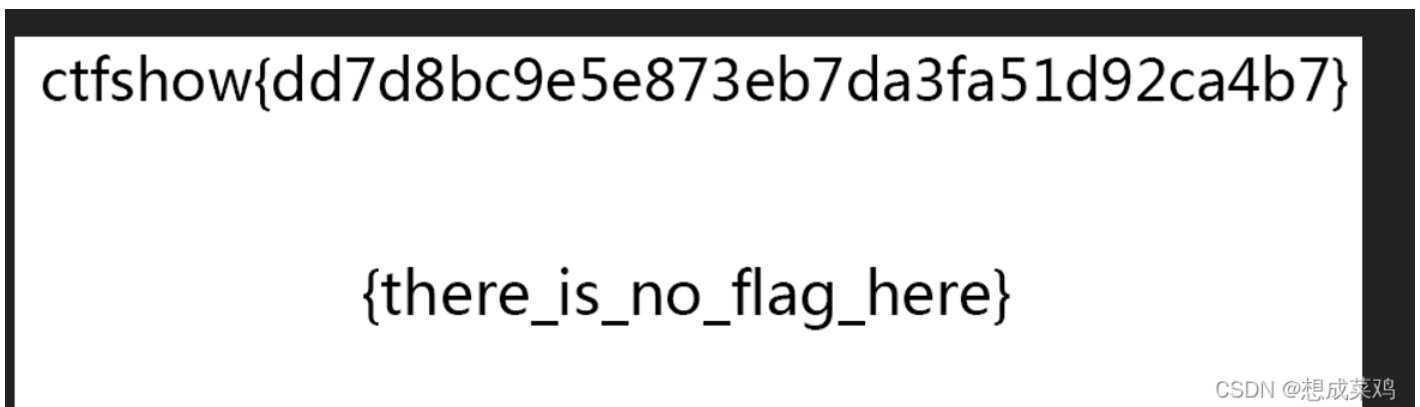 ctfshow{dd7d8bc9e5e873eb7da3fa51d92ca4b7}
{there_is_no_flag_here}
CSDN @想成菜鸡